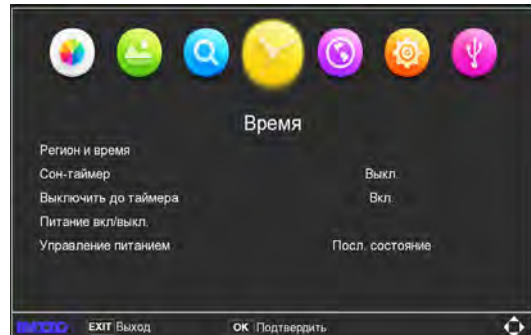 Время
Регион и время
Сон-таймер Выкл.
Выключить до таймера Вкл.
Питание вкл/выкл.
Управление питанием Посл. состояние
EXIT Выход OK Подтвердить